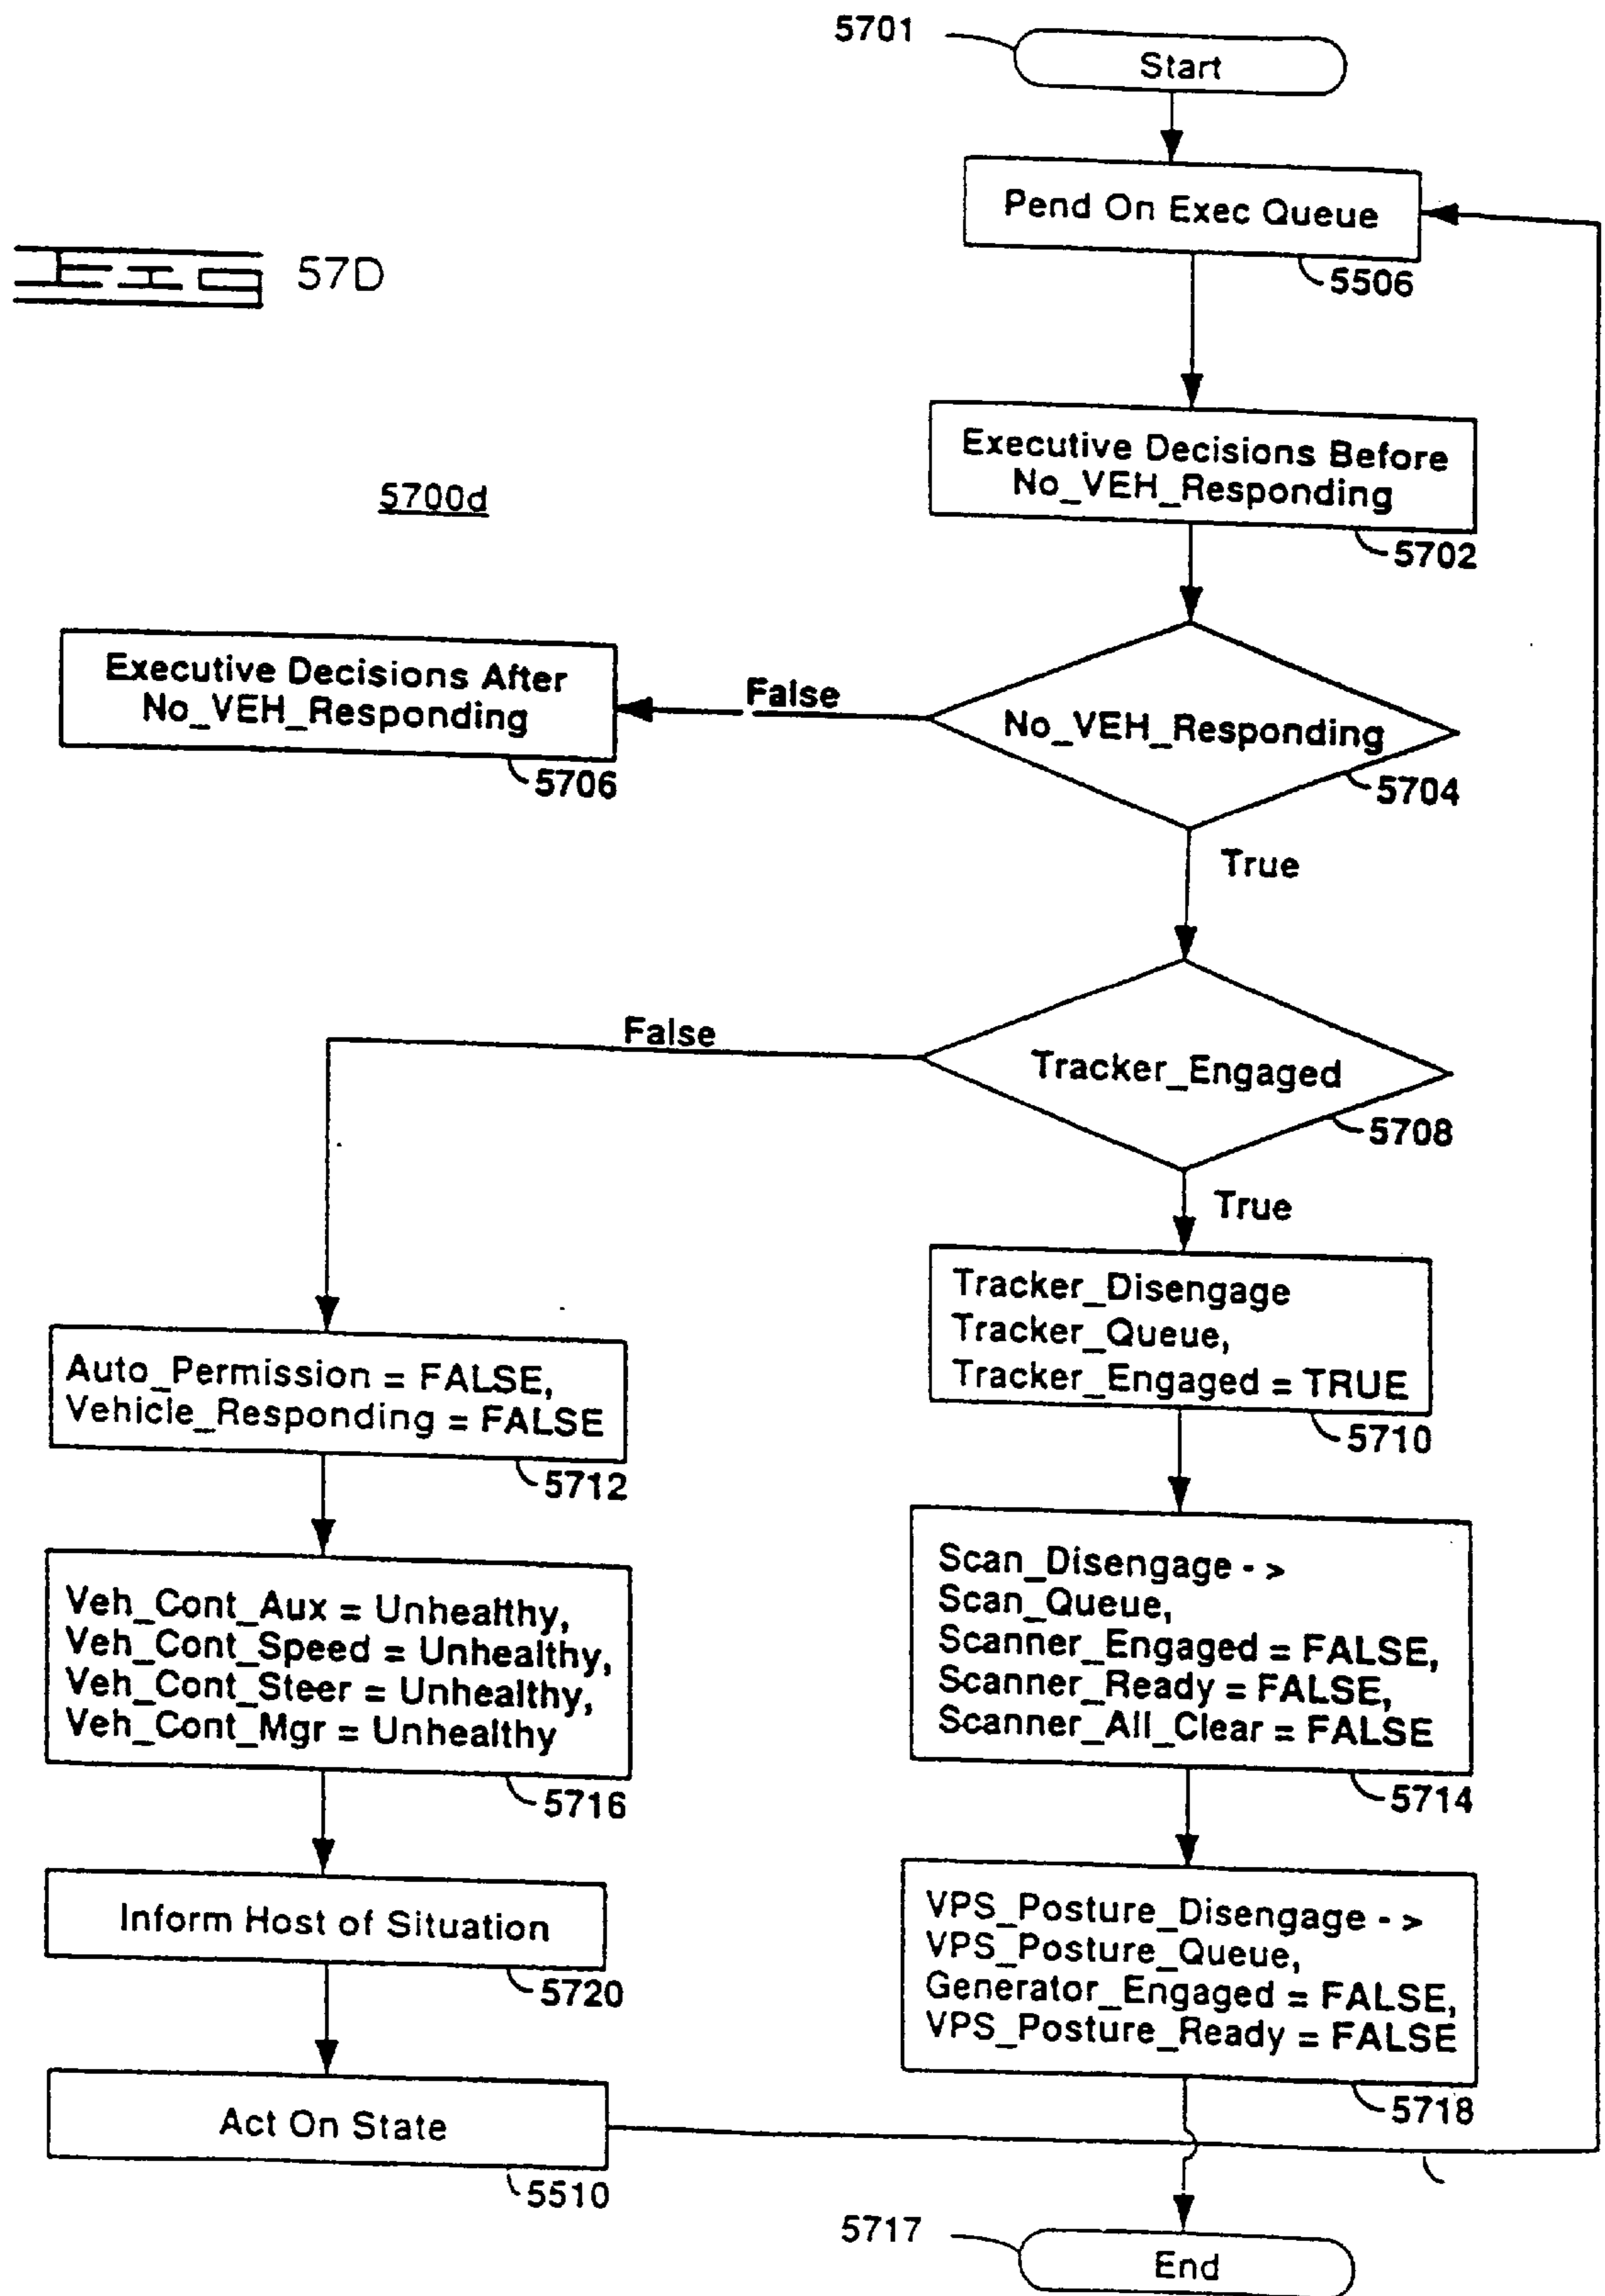 5701
Start
Pend On Exec Queue
5506
FIG 57D
Executive Decisions Before
No_VEH_Responding
5702
5700d
Executive Decisions After
No_VEH_Responding
5706
False
No_VEH_Responding
5704
True
False
Tracker_Engaged
5708
True
Tracker_Disengage
Tracker_Queue,
Tracker_Engaged = TRUE
5710
Auto_Permission = FALSE,
Vehicle_Responding = FALSE
5712
Scan_Disengage - >
Scan_Queue,
Scanner_Engaged = FALSE,
Scanner_Ready = FALSE,
Scanner_All_Clear = FALSE
5714
Veh_Cont_Aux = Unhealthy,
Veh_Cont_Speed = Unhealthy,
Veh_Cont_Steer = Unhealthy,
Veh_Cont_Mgr = Unhealthy
5716
VPS_Posture_Disengage - >
VPS_Posture_Queue,
Generator_Engaged = FALSE,
VPS_Posture_Ready = FALSE
5718
Inform Host of Situation
5720
Act On State
5510
5717
End